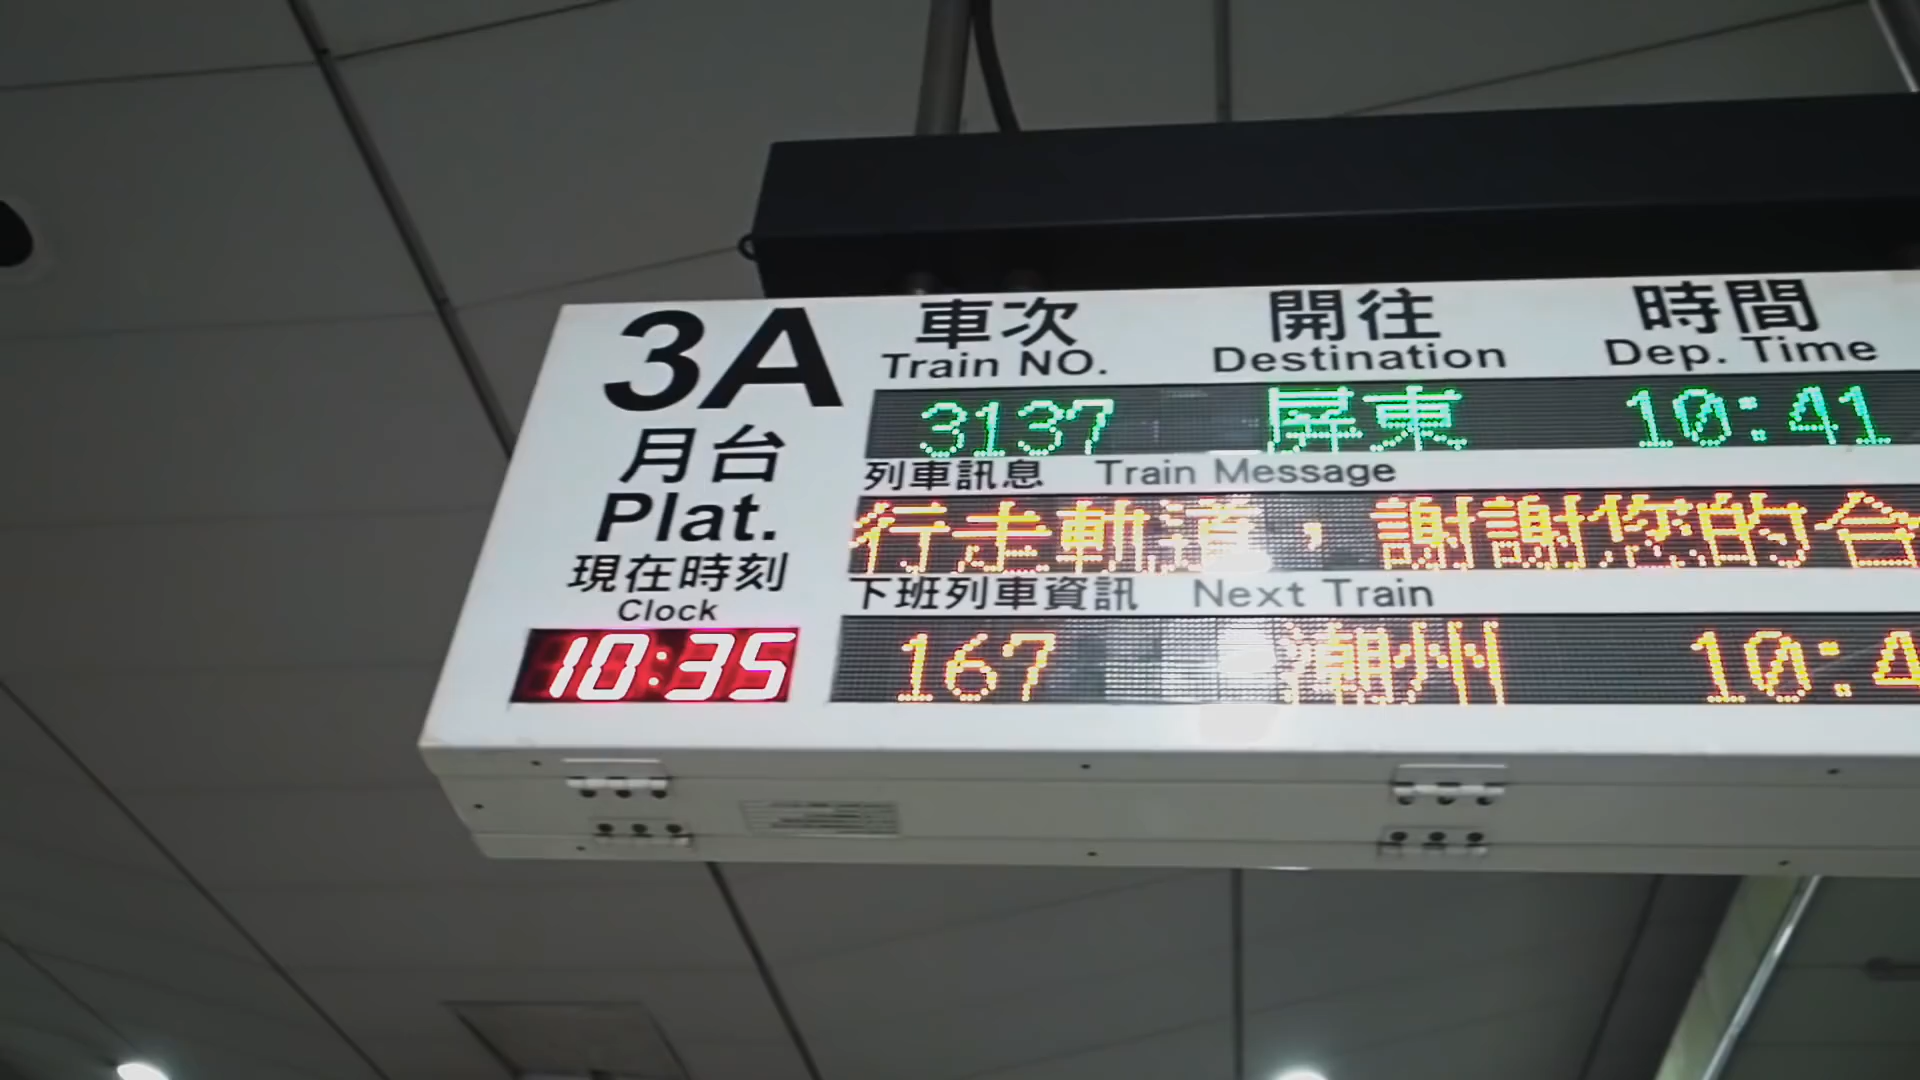 3A
月台
Plat.
現在時刻
Clock
10:35
車次 開往 時間
Train NO. Destination Dep. Time
3137 屏東 10:41
列車訊息 Train Message
行走軌道，謝謝您的合
下班列車資訊 Next Train
167 潮州 10:4